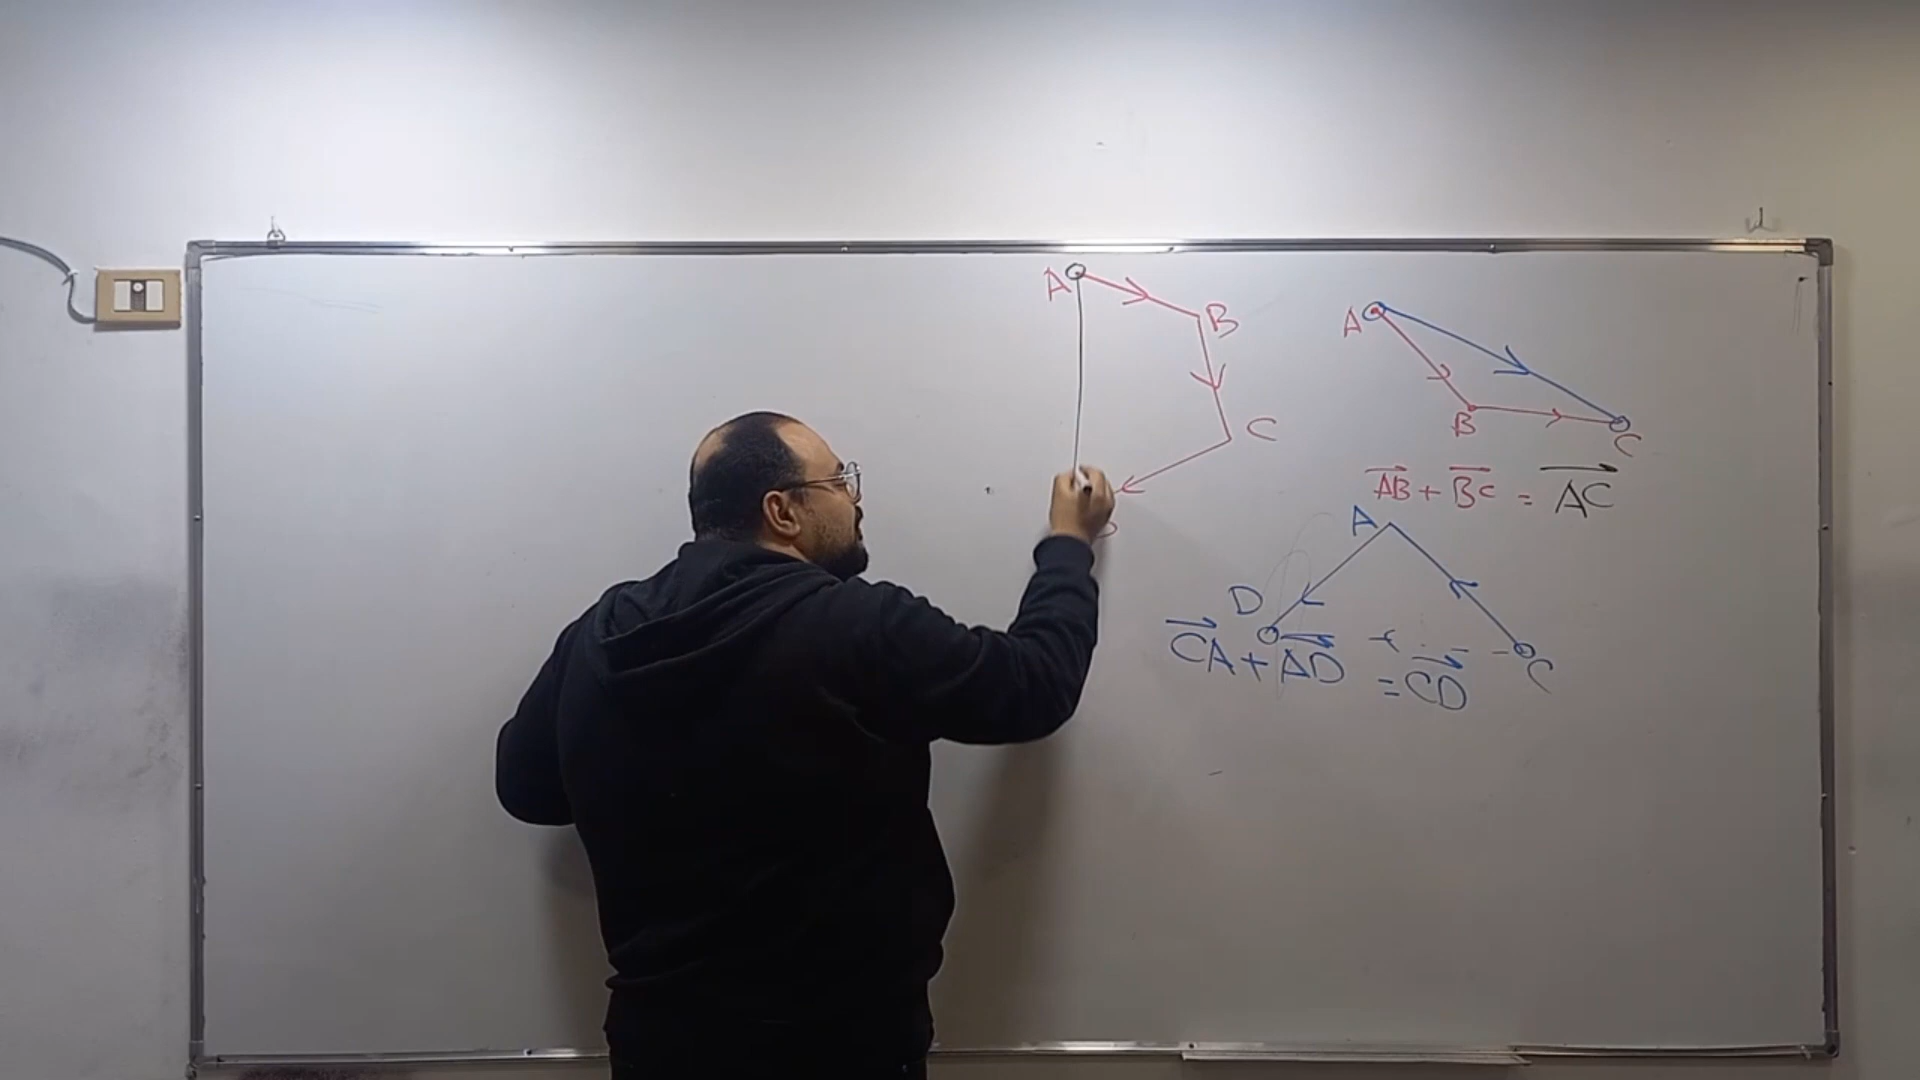 A
B
C
A
B
C
AB + BC = AC
A
D
C
CA + AD + . - -
= CD